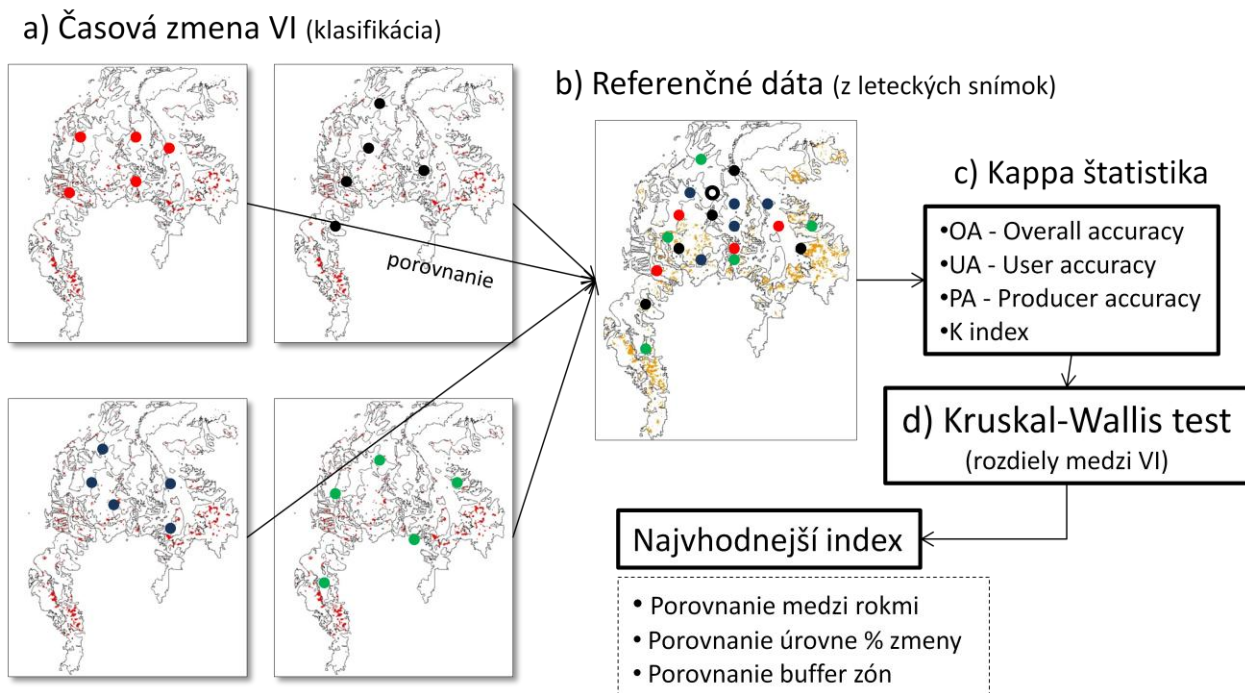 a) Časová zmena VI (klasifikácia)
b) Referenčné dáta (z leteckých snímok)
porovnanie
c) Kappa štatistika
•OA - Overall accuracy
•UA - User accuracy
•PA - Producer accuracy
•K index
d) Kruskal-Wallis test
(rozdiely medzi VI)
Najvhodnejší index
• Porovnanie medzi rokmi
• Porovnanie úrovne % zmeny
• Porovnanie buffer zón